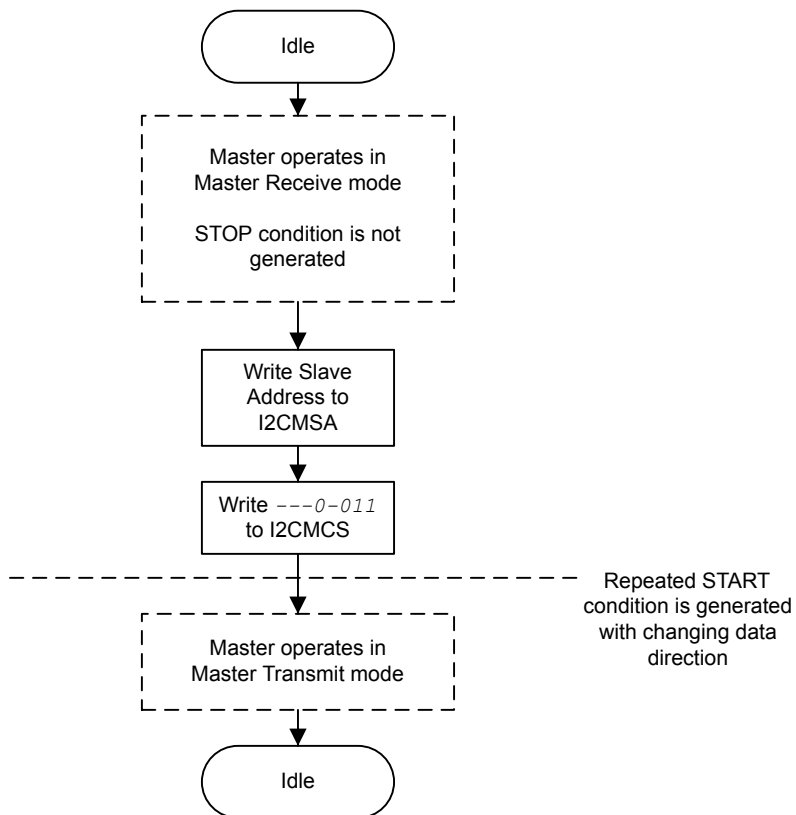 Idle
Master operates in
Master Receive mode
STOP condition is not
generated
Write Slave
Address to
I2CMSA
Write ---0-011
to I2CMCS
Repeated START
condition is generated
with changing data
direction
Master operates in
Master Transmit mode
Idle